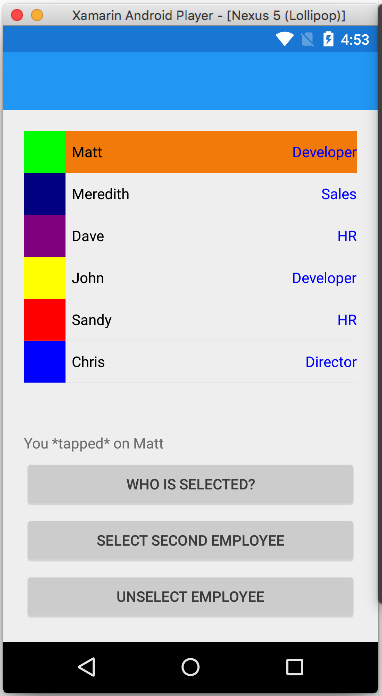 Xamarin Android Player - [Nexus 5 (Lollipop)]
4:53
Matt Developer
Meredith Sales
Dave HR
John Developer
Sandy HR
Chris Director
You *tapped* on Matt
WHO IS SELECTED?
SELECT SECOND EMPLOYEE
UNSELECT EMPLOYEE